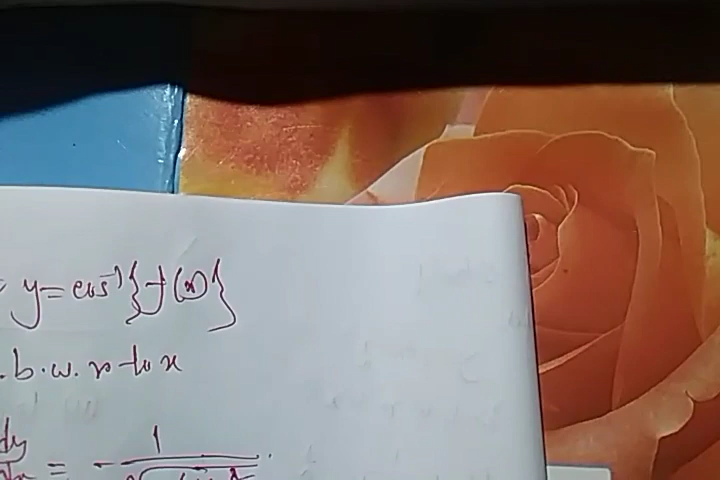 y = cos⁻¹{f(x)}
.b.w.r to x
dy/dx = - 1/√